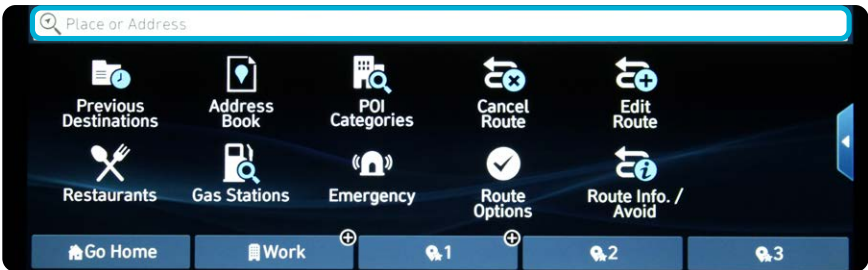 Place or Address
Previous
Destinations
Address
Book
POI
Categories
Cancel
Route
Edit
Route
Restaurants
Gas Stations
Emergency
Route
Options
Route Info. /
Avoid
Go Home
Work
1
2
3